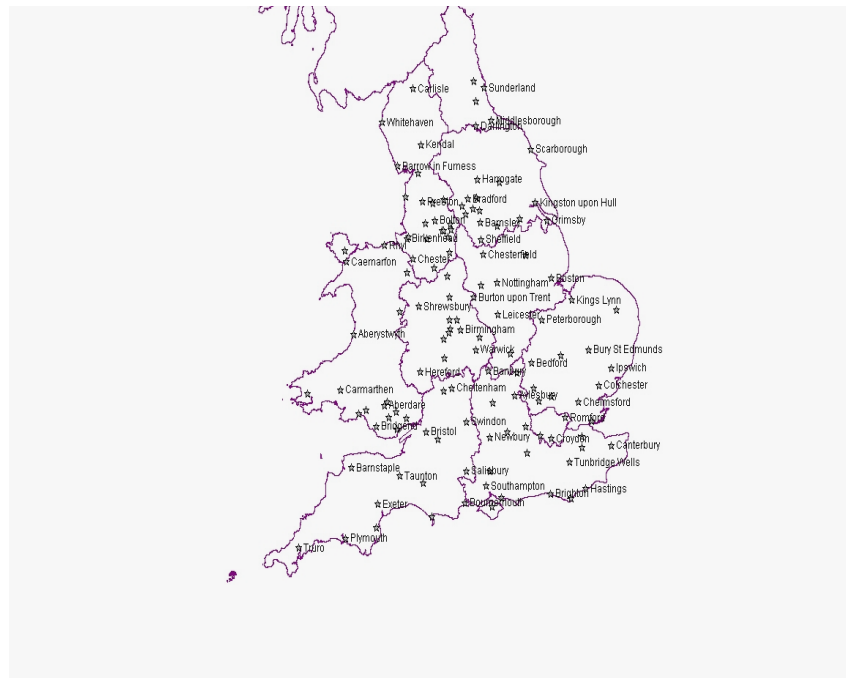 Carlisle
Sunderland
Whitehaven
Middlesborough
Darlington
Kendal
Scarborough
Barrow in Furness
Harrogate
Preston
Bradford
Kingston upon Hull
Bolton
Barnsley
Grimsby
Birkenhead
Sheffield
Rhyl
Chester
Chesterfield
Caernarfon
Nottingham
Boston
Shrewsbury
Burton upon Trent
Kings Lynn
Leicester
Peterborough
Aberystwyth
Birmingham
Warwick
Bury St Edmunds
Bedford
Hereford
Banbury
Ipswich
Carmarthen
Cheltenham
Colchester
Aylesbury
Aberdare
Chelmsford
Bridgend
Bristol
Swindon
Romford
Newbury
Croydon
Canterbury
Barnstaple
Taunton
Salisbury
Tunbridge Wells
Southampton
Hastings
Exeter
Bournemouth
Brighton
Plymouth
Truro